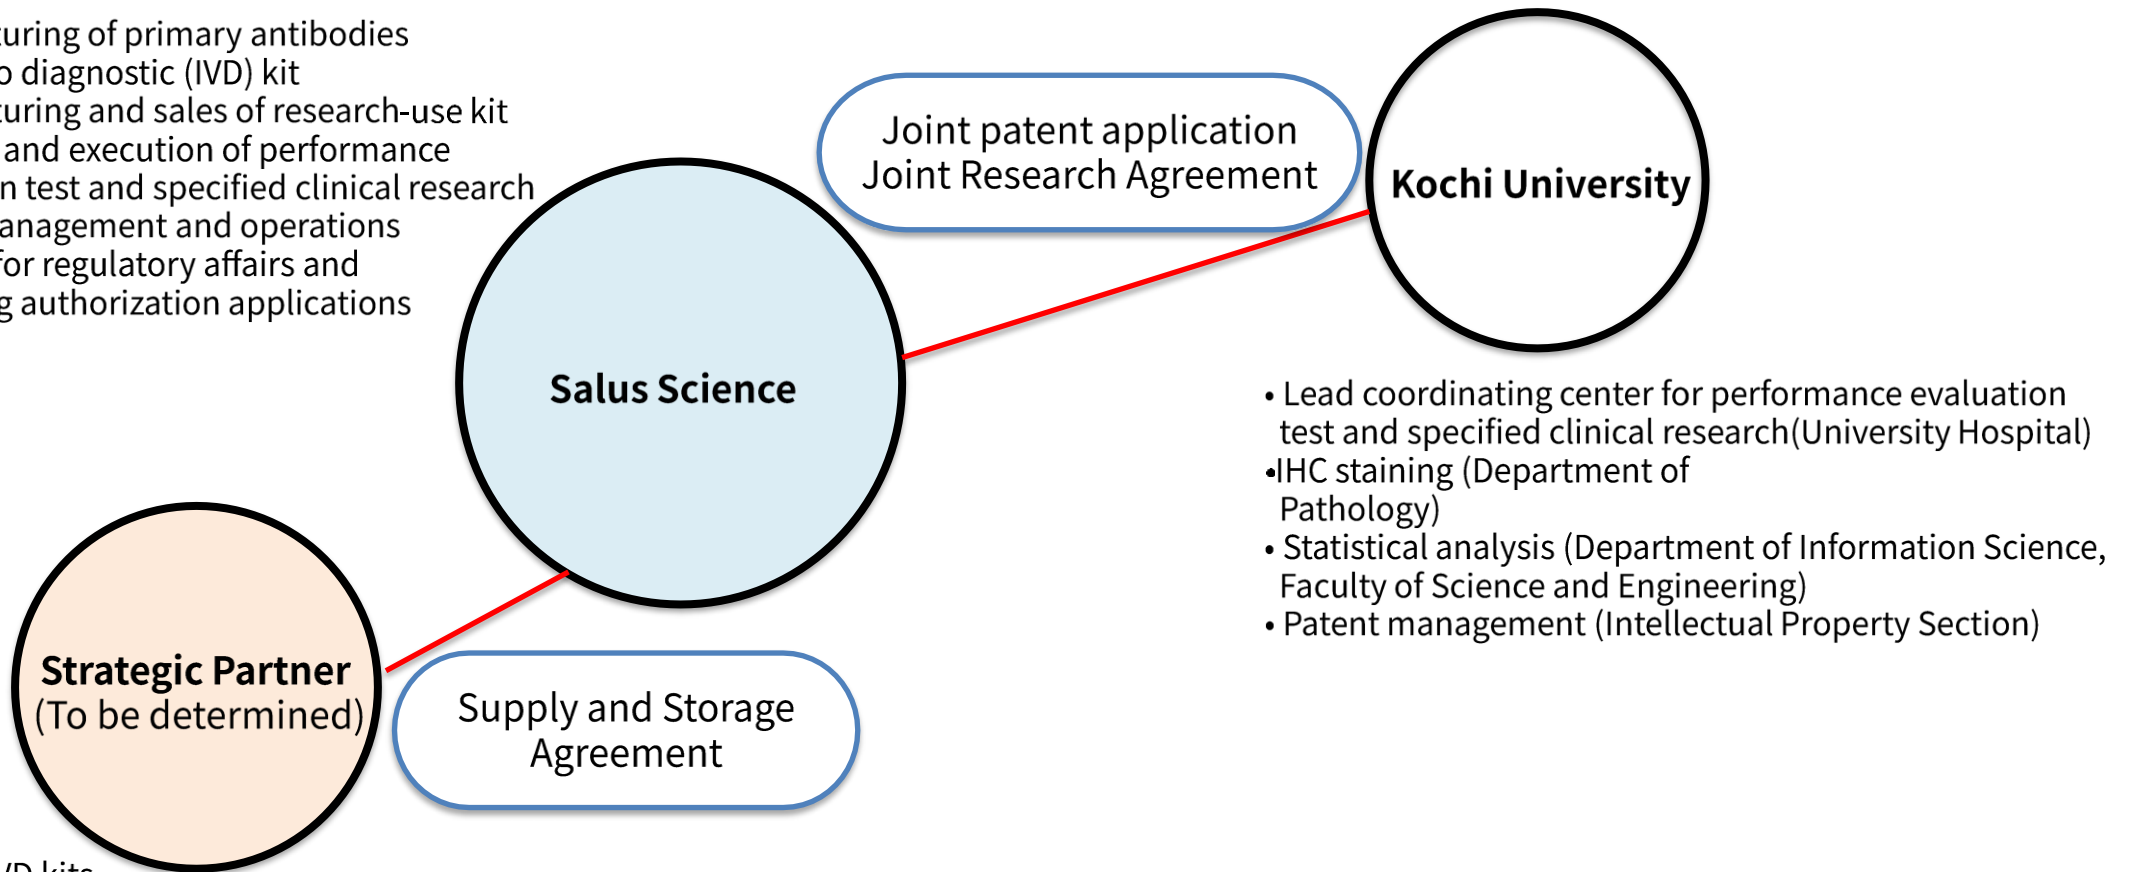 of primary antibodies
diagnostic (IVD) kit
and sales of research-use kit
and execution of performance
test and specified clinical research
and operations
for regulatory affairs and
authorization applications
Joint patent application
Joint Research Agreement
Kochi University
Salus Science
• Lead coordinating center for performance evaluation
test and specified clinical research(University Hospital)
•IHC staining (Department of
Pathology)
• Statistical analysis (Department of Information Science,
Faculty of Science and Engineering)
• Patent management (Intellectual Property Section)
Strategic Partner
(To be determined)
Supply and Storage
Agreement